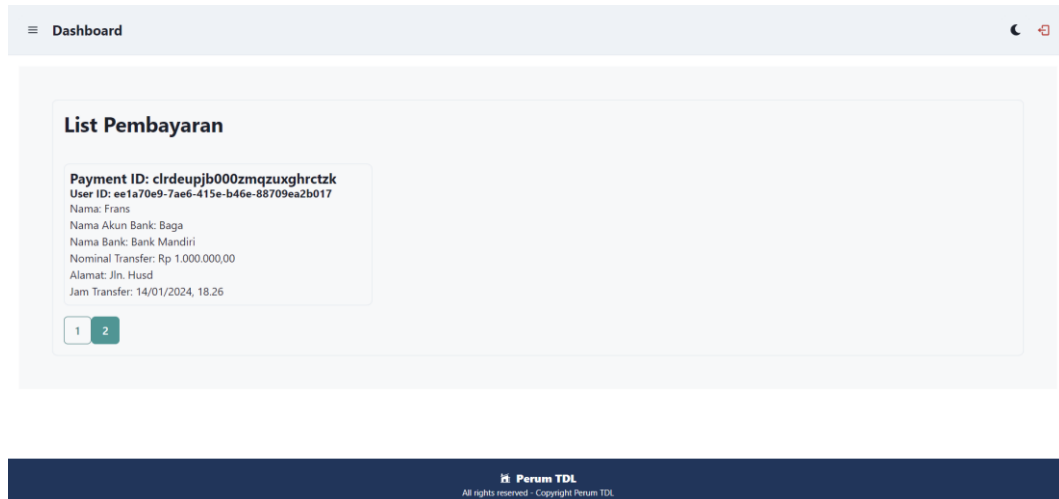 Dashboard
List Pembayaran
Payment ID: clrdeupjb000zmqzuxghrctzk
User ID: ee1a70e9-7ae6-415e-b46e-88709ea2b017
Nama: Frans
Nama Akun Bank: Baga
Nama Bank: Bank Mandiri
Nominal Transfer: Rp 1.000.000,00
Alamat: Jln. Husd
Jam Transfer: 14/01/2024, 18.26
1 2
Perum TDL
All rights reserved - Copyright Perum TDL